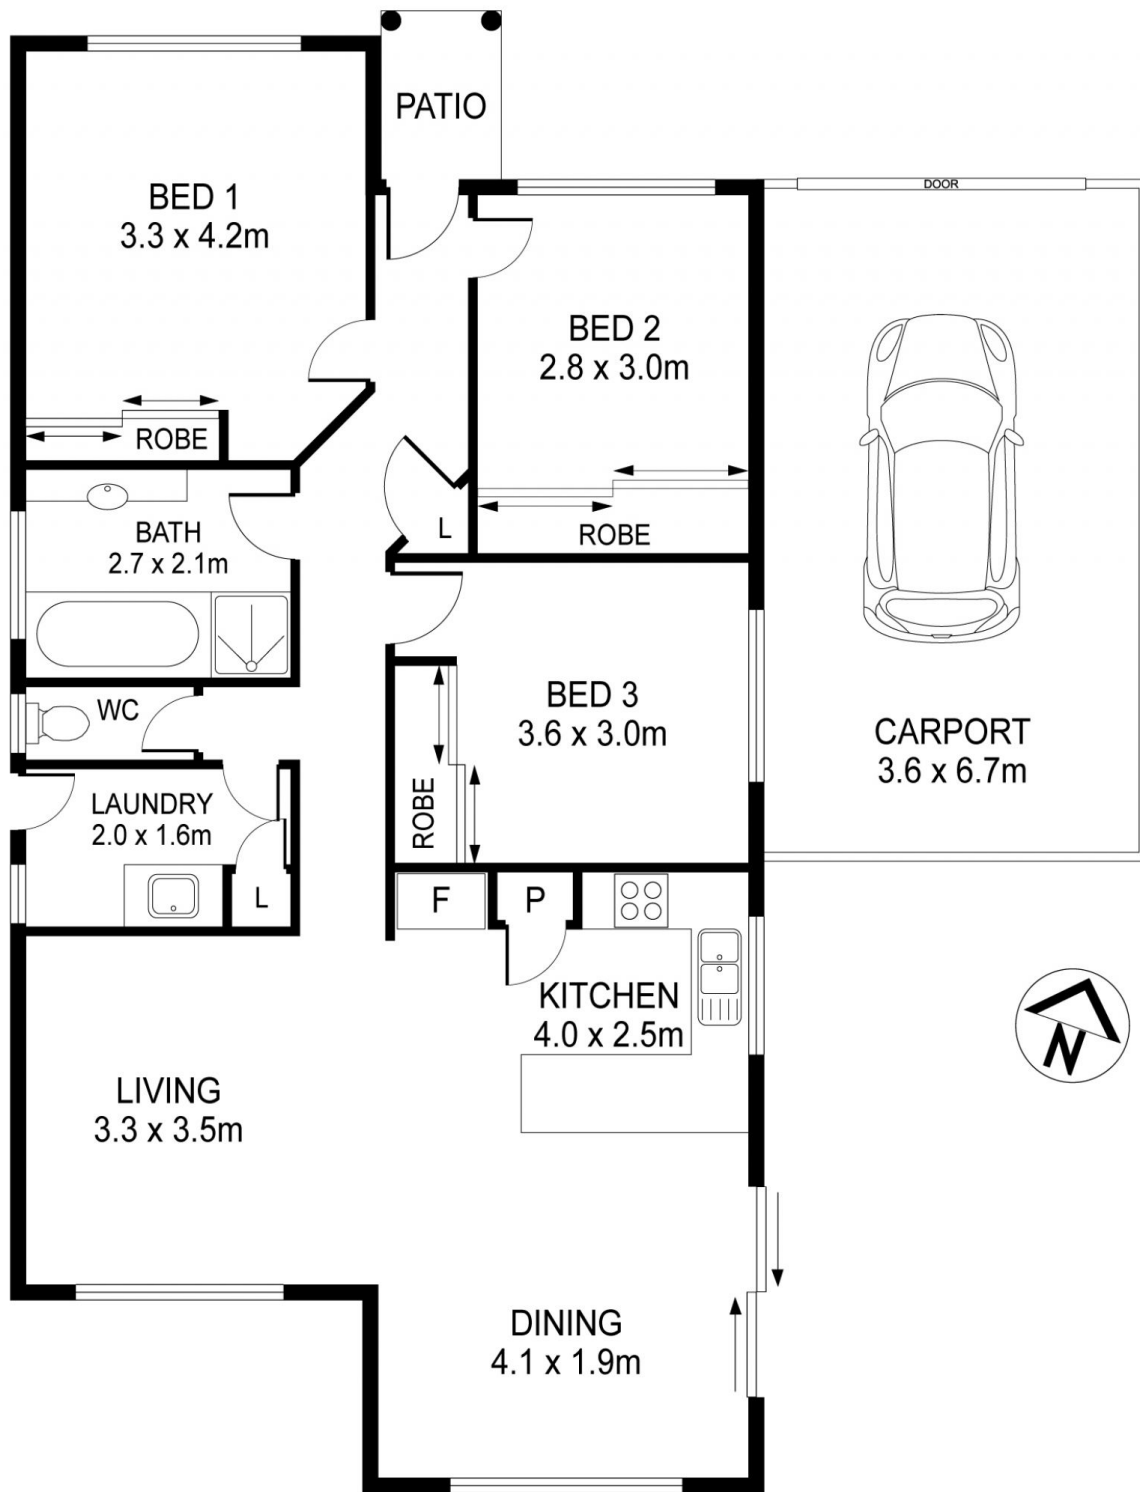 PATIO
DOOR
BED 1
3.3 x 4.2m
BED 2
2.8 x 3.0m
ROBE
L
ROBE
BATH
2.7 x 2.1m
WC
BED 3
3.6 x 3.0m
CARPORT
3.6 x 6.7m
ROBE
LAUNDRY
2.0 x 1.6m
L
F
P
KITCHEN
4.0 x 2.5m
N
LIVING
3.3 x 3.5m
DINING
4.1 x 1.9m